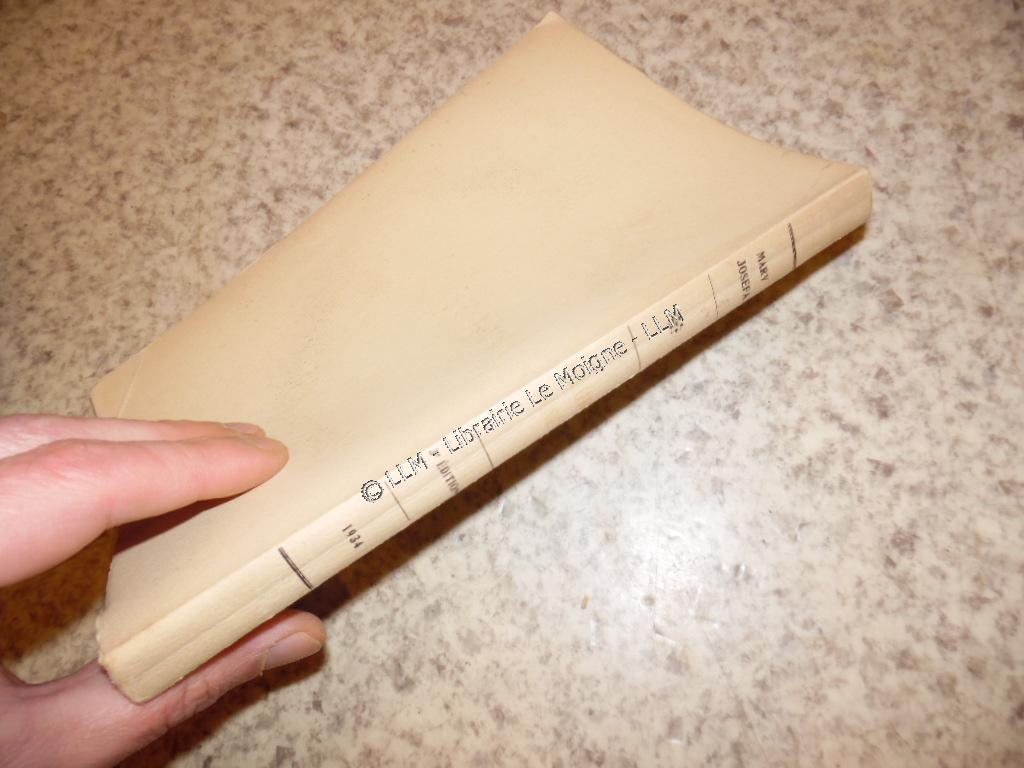 MARY
JOSEFA
© LLM - Librairie Le Moigne - LLM
EDITION
1934